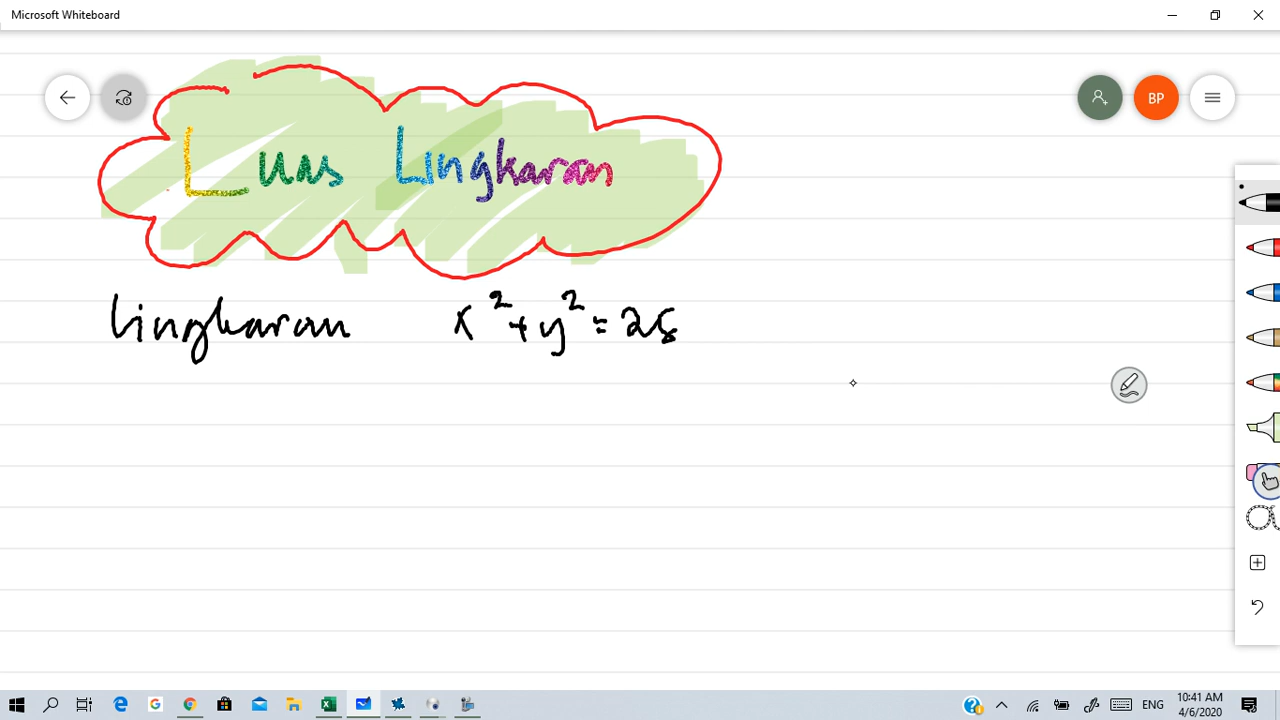 Microsoft Whiteboard
BP
Luas Lingkaran
lingkaran x²+y²=25
ENG
10:41 AM
4/6/2020